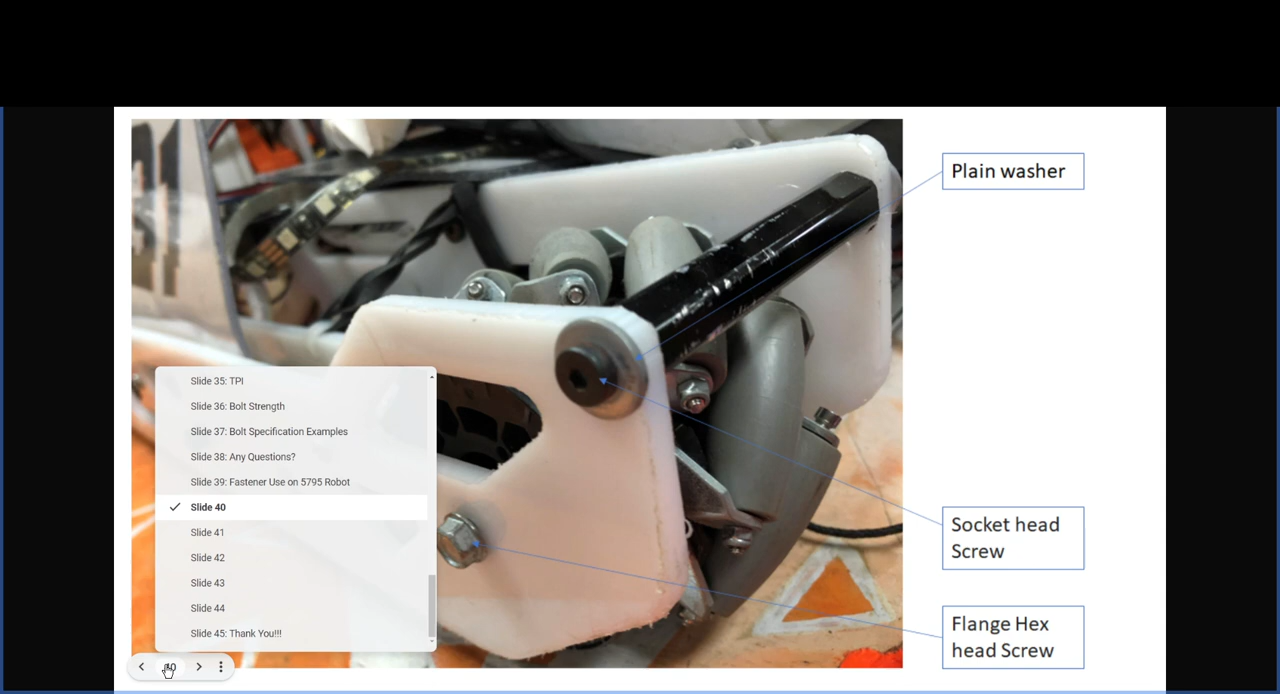 Plain washer
Slide 35: TPI
Slide 36: Bolt Strength
Slide 37: Bolt Specification Examples
Slide 38: Any Questions?
Slide 39: Fastener Use on 5795 Robot
Slide 40
Slide 41
Slide 42
Slide 43
Slide 44
Slide 45: Thank You!!!
Socket head
Screw
Flange Hex
head Screw